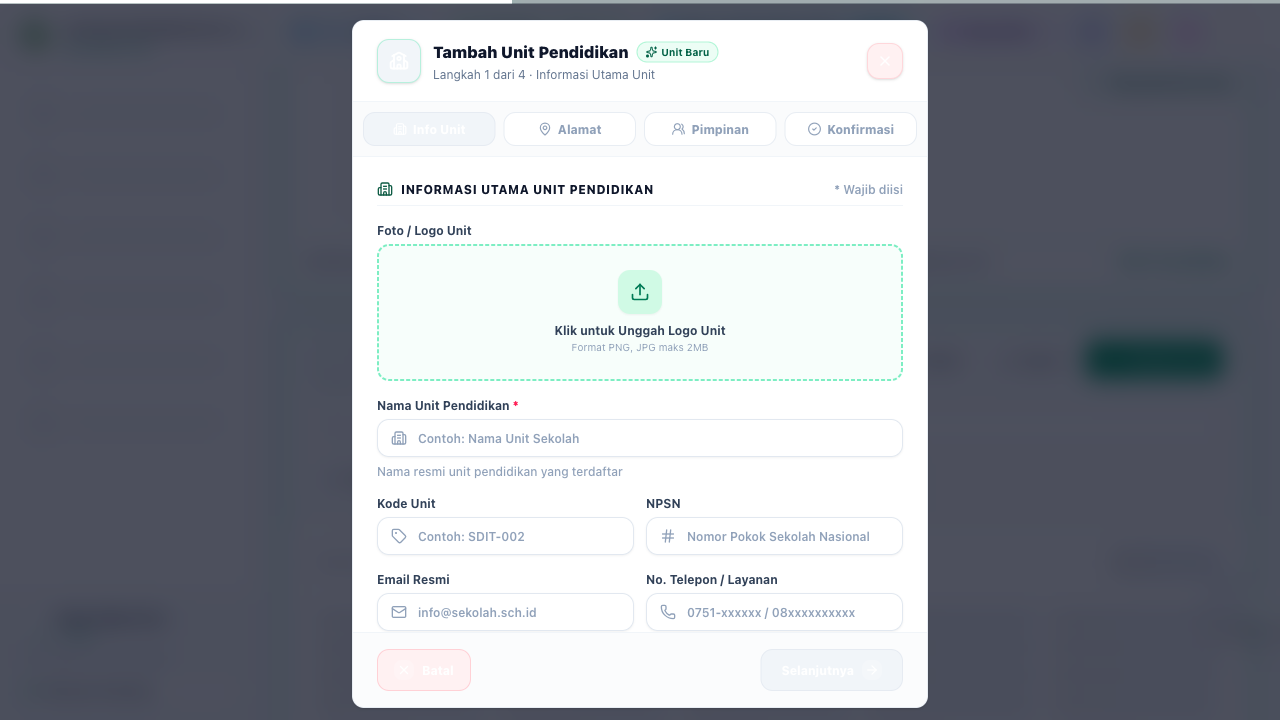 Tambah Unit Pendidikan
Unit Baru
Langkah 1 dari 4 · Informasi Utama Unit
Info Unit
Alamat
Pimpinan
Konfirmasi
INFORMASI UTAMA UNIT PENDIDIKAN
* Wajib diisi
Foto / Logo Unit
Klik untuk Unggah Logo Unit
Format PNG, JPG maks 2MB
Nama Unit Pendidikan *
Contoh: Nama Unit Sekolah
Nama resmi unit pendidikan yang terdaftar
Kode Unit
NPSN
Contoh: SDIT-002
Nomor Pokok Sekolah Nasional
Email Resmi
No. Telepon / Layanan
info@sekolah.sch.id
0751-xxxxxx / 08xxxxxxxxxx
Batal
Selanjutnya